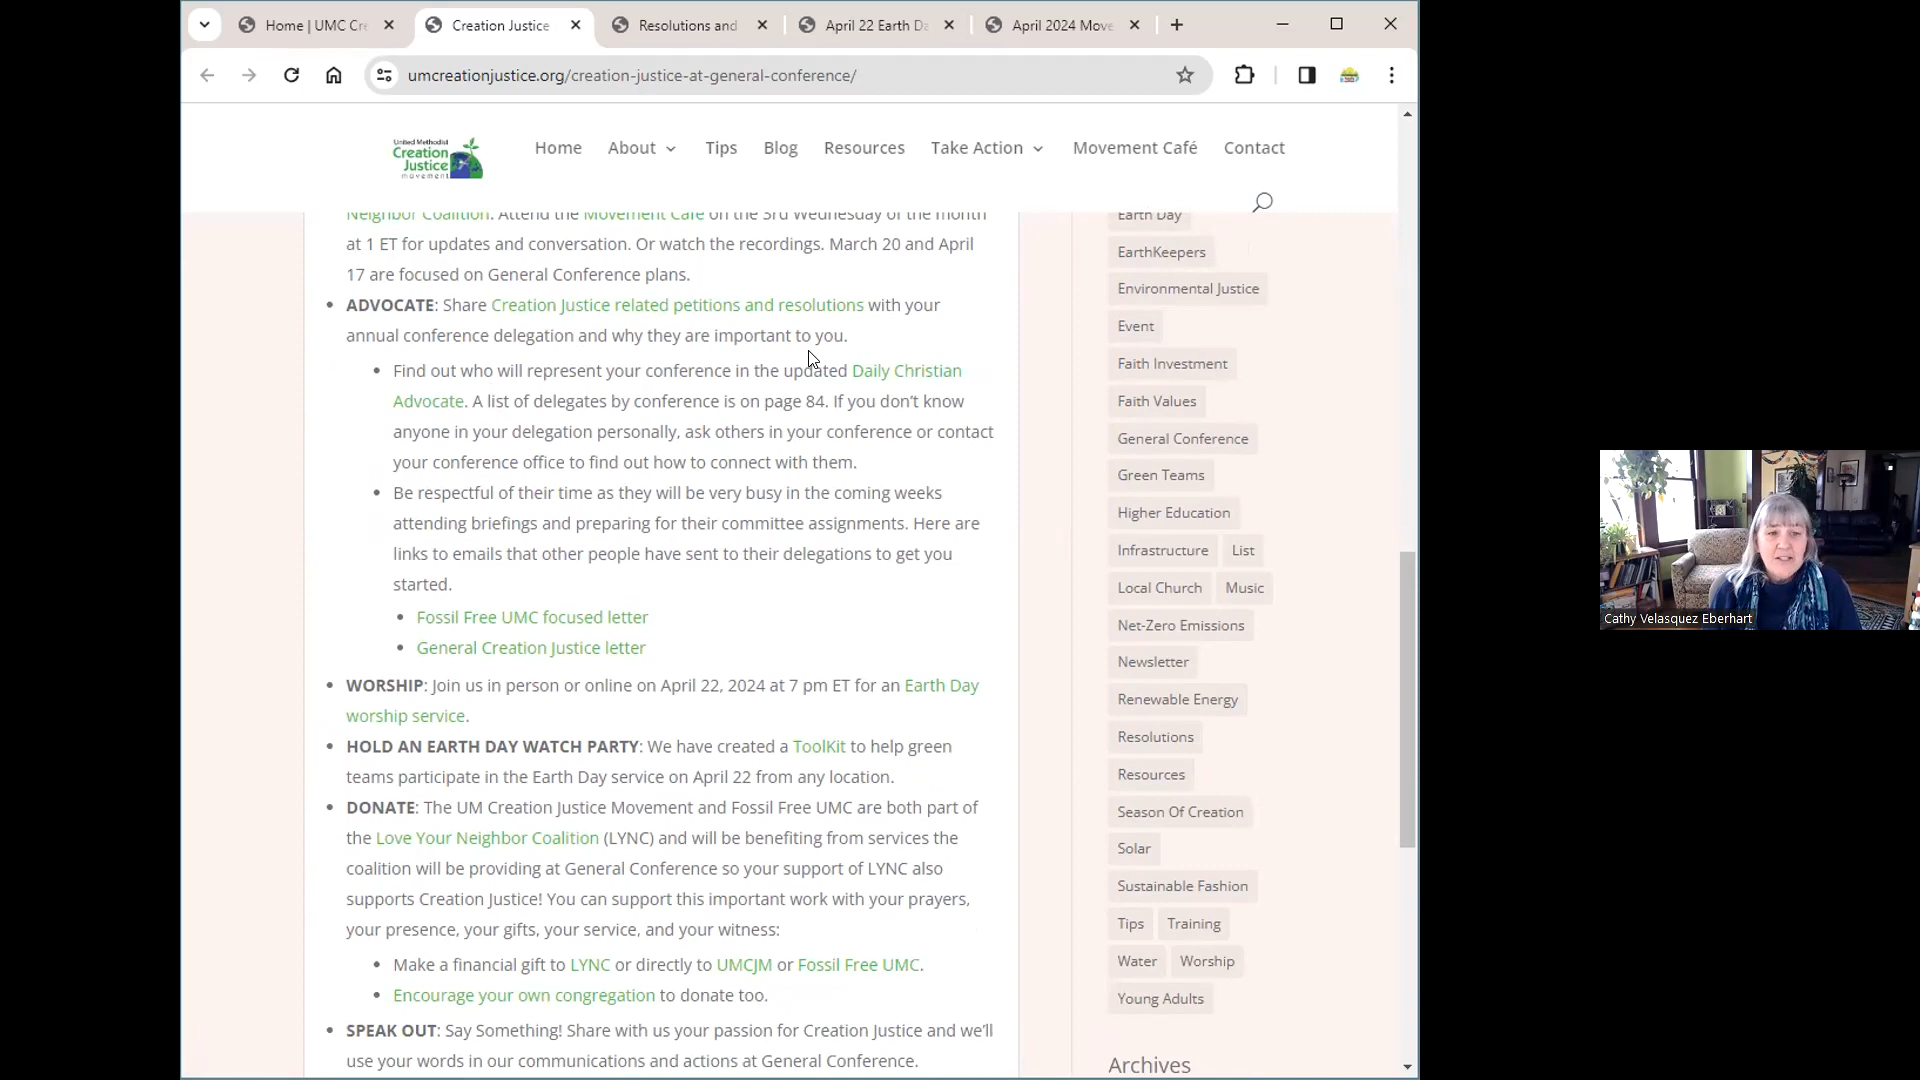 Home | UMC Cre
Creation Justice
Resolutions and
April 22 Earth Da
April 2024 Move
umcreationjustice.org/creation-justice-at-general-conference/
United Methodist
Creation
Justice
movement
Home
About
Tips
Blog
Resources
Take Action
Movement Café
Contact
Neighbor Coalition. Attend the Movement Café on the 3rd Wednesday of the month
at 1 ET for updates and conversation. Or watch the recordings. March 20 and April
17 are focused on General Conference plans.
ADVOCATE: Share Creation Justice related petitions and resolutions with your
annual conference delegation and why they are important to you.
Find out who will represent your conference in the updated Daily Christian
Advocate. A list of delegates by conference is on page 84. If you don’t know
anyone in your delegation personally, ask others in your conference or contact
your conference office to find out how to connect with them.
Be respectful of their time as they will be very busy in the coming weeks
attending briefings and preparing for their committee assignments. Here are
links to emails that other people have sent to their delegations to get you
started.
Fossil Free UMC focused letter
General Creation Justice letter
WORSHIP: Join us in person or online on April 22, 2024 at 7 pm ET for an Earth Day
worship service.
HOLD AN EARTH DAY WATCH PARTY: We have created a ToolKit to help green
teams participate in the Earth Day service on April 22 from any location.
DONATE: The UM Creation Justice Movement and Fossil Free UMC are both part of
the Love Your Neighbor Coalition (LYNC) and will be benefiting from services the
coalition will be providing at General Conference so your support of LYNC also
supports Creation Justice! You can support this important work with your prayers,
your presence, your gifts, your service, and your witness:
Make a financial gift to LYNC or directly to UMCJM or Fossil Free UMC.
Encourage your own congregation to donate too.
SPEAK OUT: Say Something! Share with us your passion for Creation Justice and we’ll
use your words in our communications and actions at General Conference.
Earth Day
EarthKeepers
Environmental Justice
Event
Faith Investment
Faith Values
General Conference
Green Teams
Higher Education
Infrastructure
List
Local Church
Music
Net-Zero Emissions
Newsletter
Renewable Energy
Resolutions
Resources
Season Of Creation
Solar
Sustainable Fashion
Tips
Training
Water
Worship
Young Adults
Archives
Cathy Velasquez Eberhart